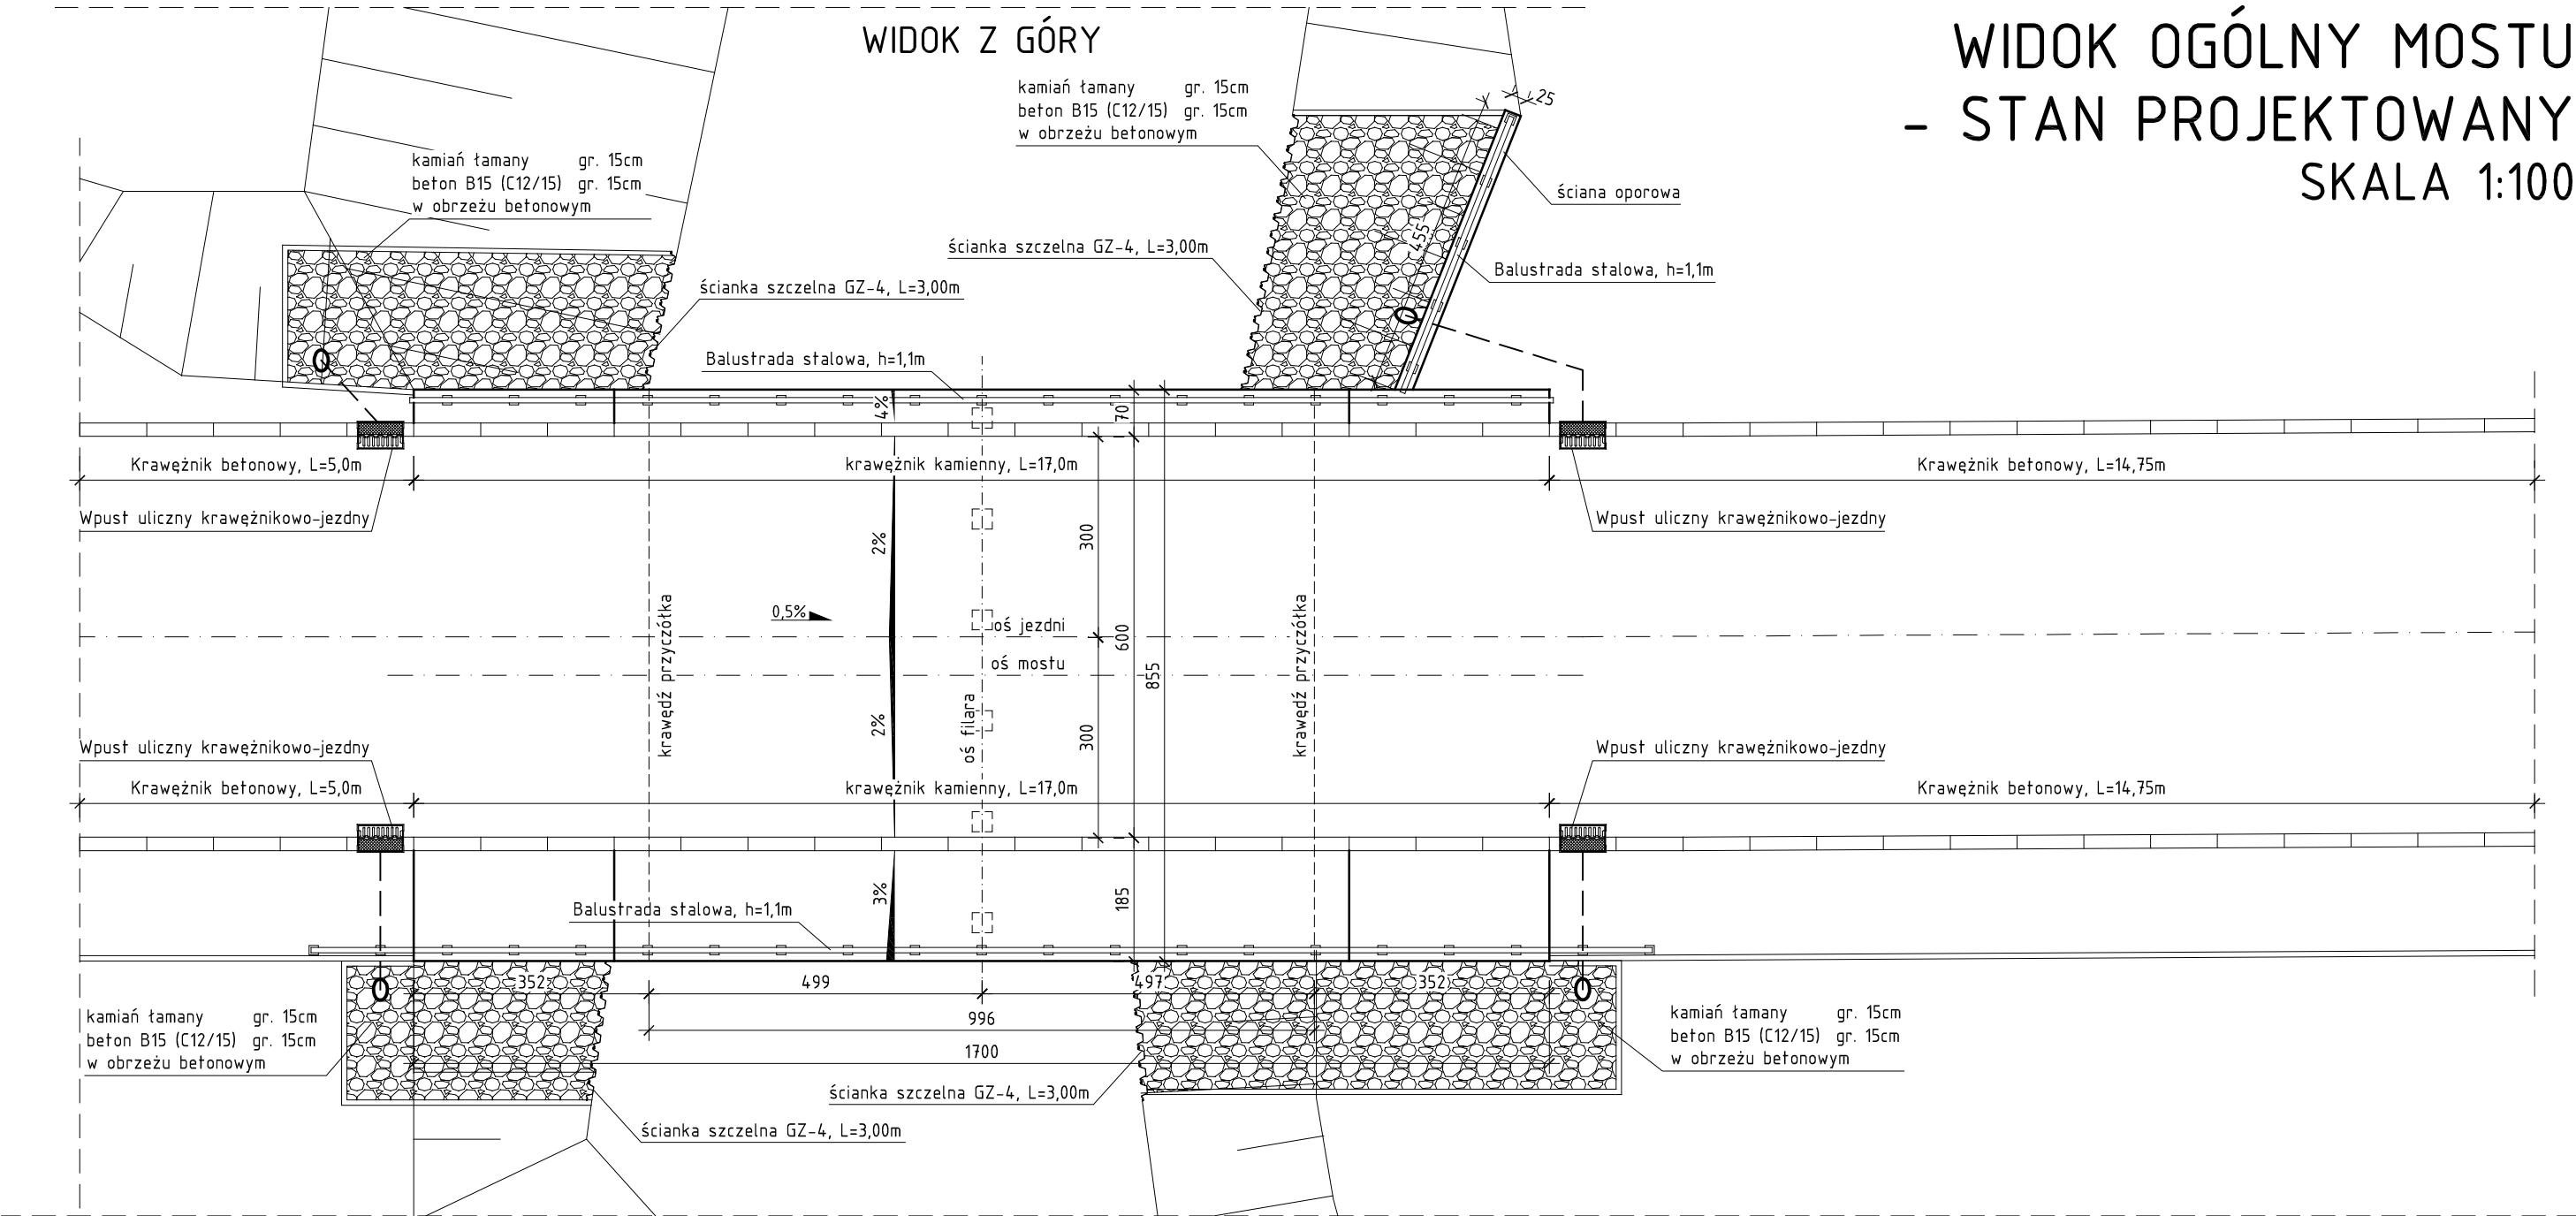 WIDOK Z GÓRY
WIDOK OGÓLNY MOSTU
- STAN PROJEKTOWANY
SKALA 1:100
kamiań łamany gr. 15cm
beton B15 (C12/15) gr. 15cm
w obrzeżu betonowym
25
kamiań łamany gr. 15cm
beton B15 (C12/15) gr. 15cm
w obrzeżu betonowym
ściana oporowa
455
ścianka szczelna GZ-4, L=3,00m
Balustrada stalowa, h=1,1m
ścianka szczelna GZ-4, L=3,00m
Balustrada stalowa, h=1,1m
4%
70
Krawężnik betonowy, L=5,0m
krawężnik kamienny, L=17,0m
Krawężnik betonowy, L=14,75m
Wpust uliczny krawężnikowo-jezdny
Wpust uliczny krawężnikowo-jezdny
2%
300
0,5%
oś jezdni
600
krawędź przyczółka
krawędź przyczółka
oś mostu
855
2%
oś filara
300
Wpust uliczny krawężnikowo-jezdny
Wpust uliczny krawężnikowo-jezdny
Krawężnik betonowy, L=5,0m
krawężnik kamienny, L=17,0m
Krawężnik betonowy, L=14,75m
3%
185
Balustrada stalowa, h=1,1m
352
499
497
352
996
1700
kamiań łamany gr. 15cm
beton B15 (C12/15) gr. 15cm
w obrzeżu betonowym
kamiań łamany gr. 15cm
beton B15 (C12/15) gr. 15cm
w obrzeżu betonowym
ścianka szczelna GZ-4, L=3,00m
ścianka szczelna GZ-4, L=3,00m